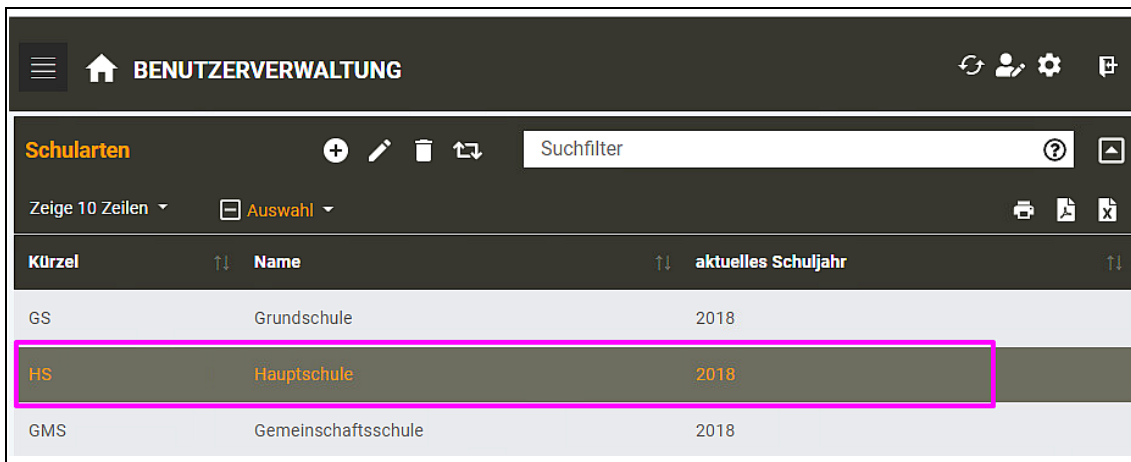 BENUTZERVERWALTUNG
Schularten Suchfilter
Zeige 10 Zeilen Auswahl
Kürzel Name aktuelles Schuljahr
GS Grundschule 2018
HS Hauptschule 2018
GMS Gemeinschaftsschule 2018